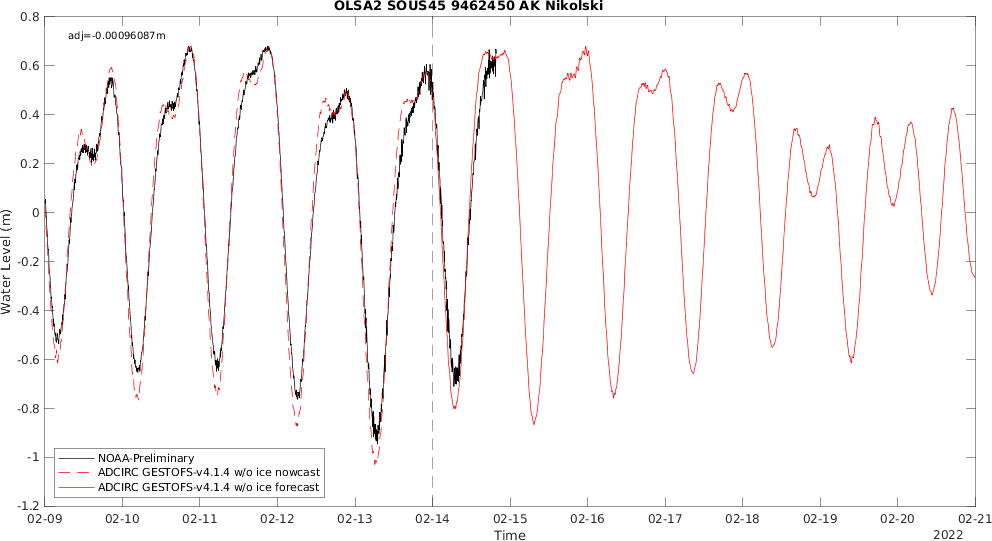 OLSA2 SOUS45 9462450 AK Nikolski
adj=-0.00096087m
0.8
0.6
0.4
0.2
0
-0.2
-0.4
-0.6
-0.8
-1
-1.2
Water Level (m)
NOAA-Preliminary
ADCIRC GESTOFS-v4.1.4 w/o ice nowcast
ADCIRC GESTOFS-v4.1.4 w/o ice forecast
02-09 02-10 02-11 02-12 02-13 02-14 02-15 02-16 02-17 02-18 02-19 02-20 02-21
Time
2022